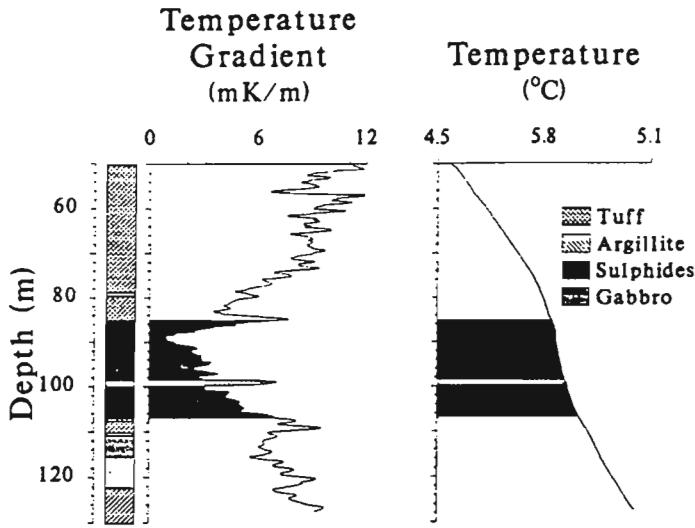 Temperature
Gradient
(mK/m)
0 6 12
Temperature
(°C)
4.5 5.8 5.1
Depth (m)
60
80
100
120
Tuff
Argillite
Sulphides
Gabbro